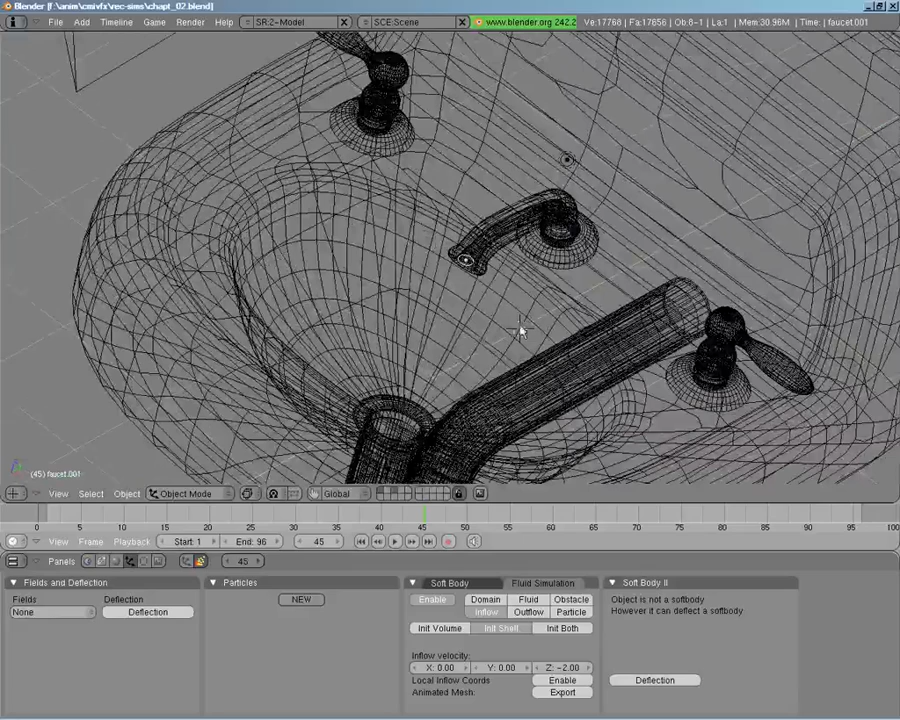 Blender [f:\anim\cmivfx\rec-sims\chapt_02.blend]
File Add Timeline Game Render Help SR:2-Model SCE:Scene www.blender.org 242.2 Ve:17768 | Fa:17656 | Ob:8-1 | La:1 | Mem:30.96M | Time: | faucet.001
(45) faucet.001
View Select Object Object Mode Global
0 5 10 15 20 25 30 35 40 45 50 55 60 65 70 75 80 85 90 95 100
View Frame Playback Start: 1 End: 96 45
Panels 45
Fields and Deflection Particles Soft Body Fluid Simulation Soft Body II
Fields Deflection NEW Enable Domain Fluid Obstacle Object is not a softbody
None Deflection Inflow Outflow Particle However it can deflect a softbody
Init Volume Init Shell Init Both
Inflow velocity:
X: 0.00 Y: 0.00 Z: -2.00
Local Inflow Coords Enable Deflection
Animated Mesh: Export